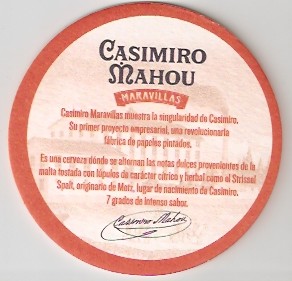 CASIMIRO
MAHOU
MARAVILLAS
Casimiro Maravillas muestra la singularidad de Casimiro.
Su primer proyecto empresarial, una revolucionaria
fábrica de papeles pintados.
Es una cerveza dónde se alternan las notas dulces provenientes de la
malta tostada con lúpulos de carácter cítrico y herbal como el Strissel
Spalt, originario de Metz, lugar de nacimiento de Casimiro.
7 grados de intenso sabor.
Casimiro Mahou